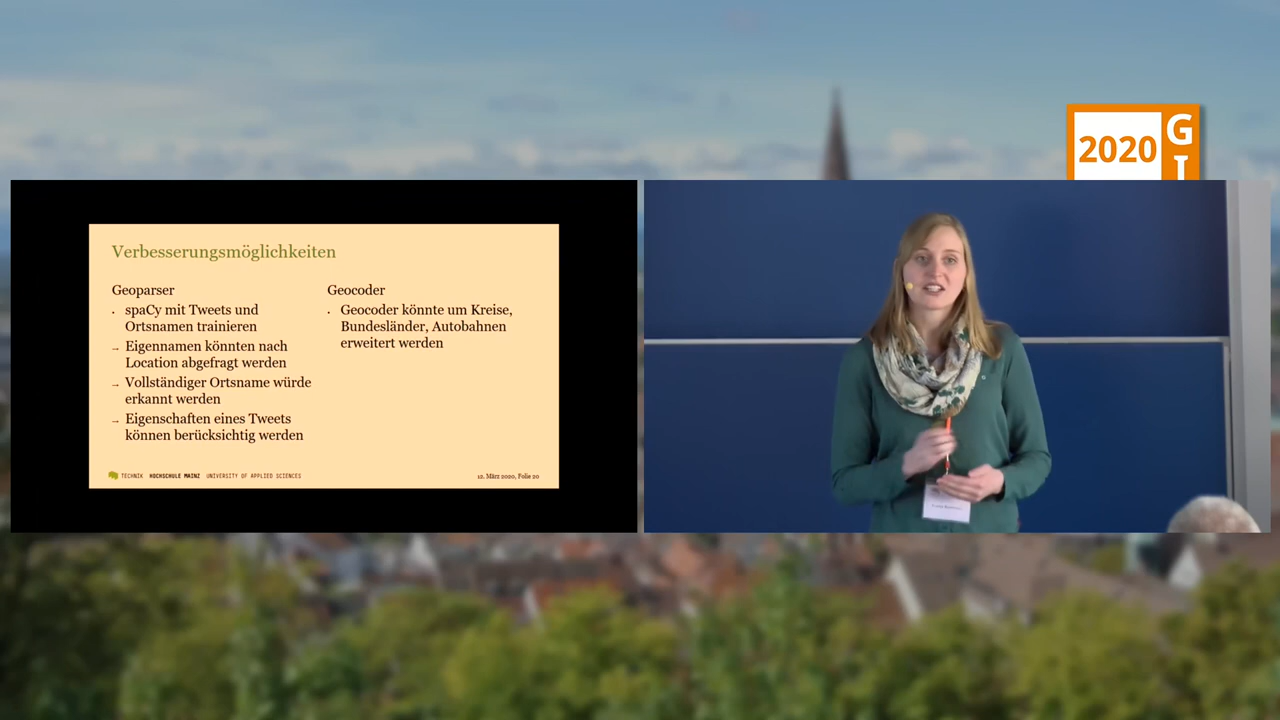 2020
G
I
Verbesserungsmöglichkeiten
Geoparser
. spaCy mit Tweets und
Ortsnamen trainieren
→ Eigennamen könnten nach
Location abgefragt werden
→ Vollständiger Ortsname würde
erkannt werden
→ Eigenschaften eines Tweets
können berücksichtig werden
Geocoder
. Geocoder könnte um Kreise,
Bundesländer, Autobahnen
erweitert werden
TECHNIK HOCHSCHULE MAINZ UNIVERSITY OF APPLIED SCIENCES
12. März 2020, Folie 20